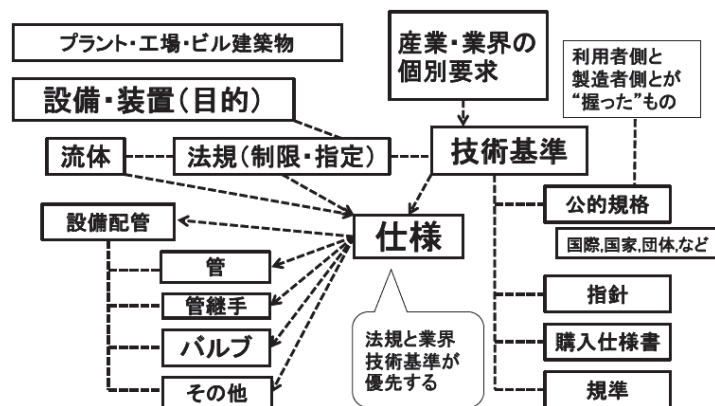 プラント・工場・ビル建築物
産業・業界の
個別要求
利用者側と
製造者側とが
“握った”もの
設備・装置(目的)
流体
法規(制限・指定)
技術基準
設備配管
仕様
公的規格
国際,国家,団体,など
管
管継手
バルブ
その他
法規と業界
技術基準が
優先する
指針
購入仕様書
規準